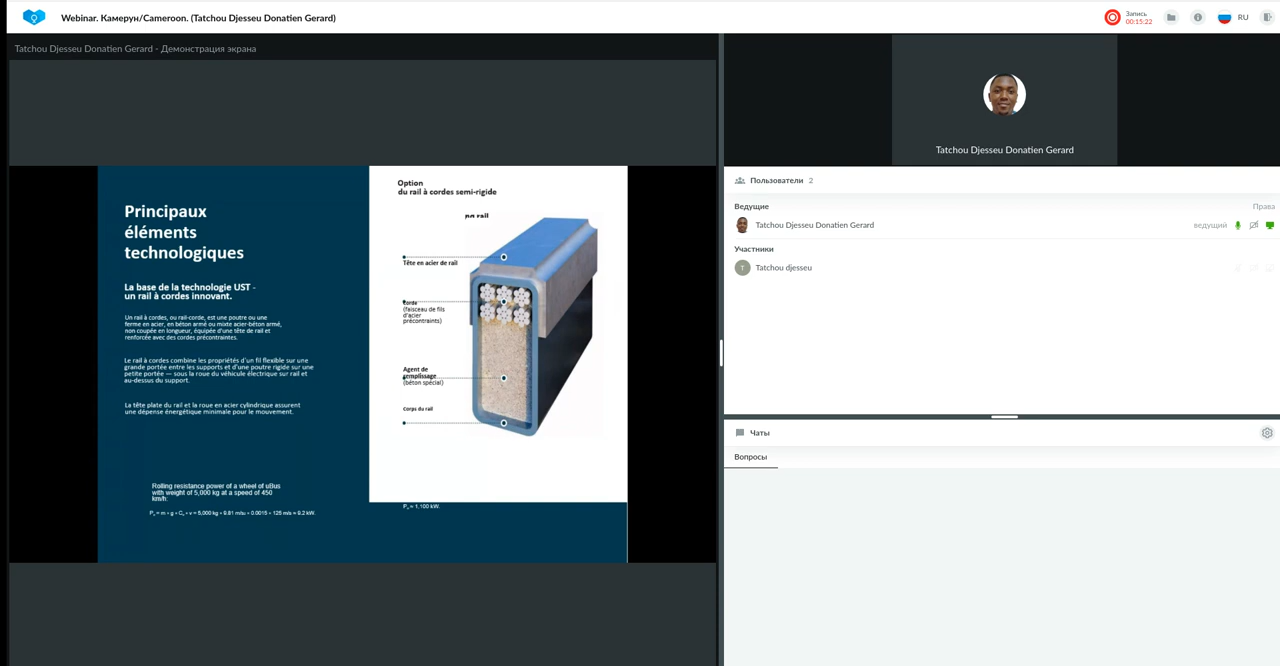 Webinar. Камерун/Cameroon. (Tatchou Djesseu Donatien Gerard)
Запись
00:15:22
RU
Tatchou Djesseu Donatien Gerard - Демонстрация экрана
Principaux
éléments
technologiques
La base de la technologie UST -
un rail à cordes innovant.
Un rail à cordes, ou rail-corde, est une poutre ou une
ferme en acier, en béton armé ou mixte acier-béton armé,
non coupée en longueur, équipée d'une tête de rail et
renforcée avec des cordes précontraintes.
Le rail à cordes combine les propriétés d'un fil flexible sur une
grande portée entre les supports et d'une poutre rigide sur une
petite portée — sous la roue du véhicule électrique sur rail et
au-dessus du support.
La tête plate du rail et la roue en acier cylindrique assurent
une dépense énergétique minimale pour le mouvement.
Rolling resistance power of a wheel of uBus
with weight of 5,000 kg at a speed of 450
km/h:
Option
du rail à cordes semi-rigide
ng rail
Tête en acier de rail
Corde
(faisceau de fils
d'acier
précontraints)
Agent de
remplissage
(béton spécial)
Corps du rail
= 1,100 kW.
Tatchou Djesseu Donatien Gerard
Пользователи 2
Ведущие
Права
Tatchou Djesseu Donatien Gerard
ведущий
Участники
T
Tatchou djesseu
Чаты
Вопросы